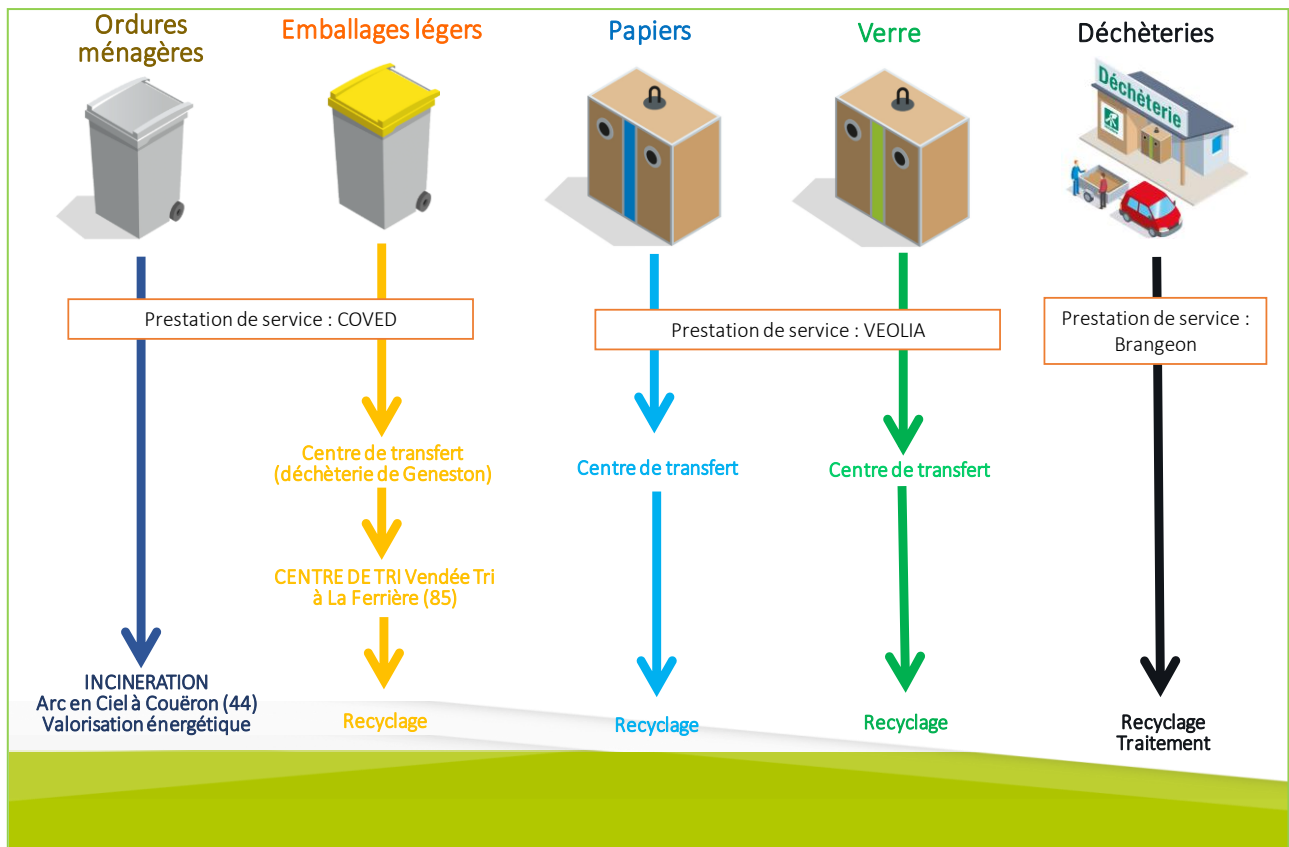 Ordures
ménagères
Emballages légers
Papiers
Verre
Déchèteries
Déchèterie
Prestation de service : COVED
Prestation de service : VEOLIA
Prestation de service :
Brangeon
Centre de transfert
(déchèterie de Geneston)
Centre de transfert
Centre de transfert
CENTRE DE TRI Vendée Tri
à La Ferrière (85)
INCINERATION
Arc en Ciel à Couëron (44)
Valorisation énergétique
Recyclage
Recyclage
Recyclage
Recyclage
Traitement